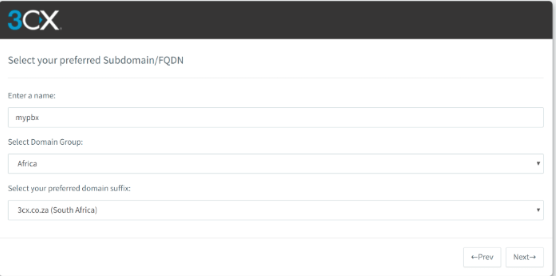 3CX
Select your preferred Subdomain/FQDN
Enter a name:
mypbx
Select Domain Group:
Africa
Select your preferred domain suffix:
3cx.co.za (South Africa)
←Prev Next→